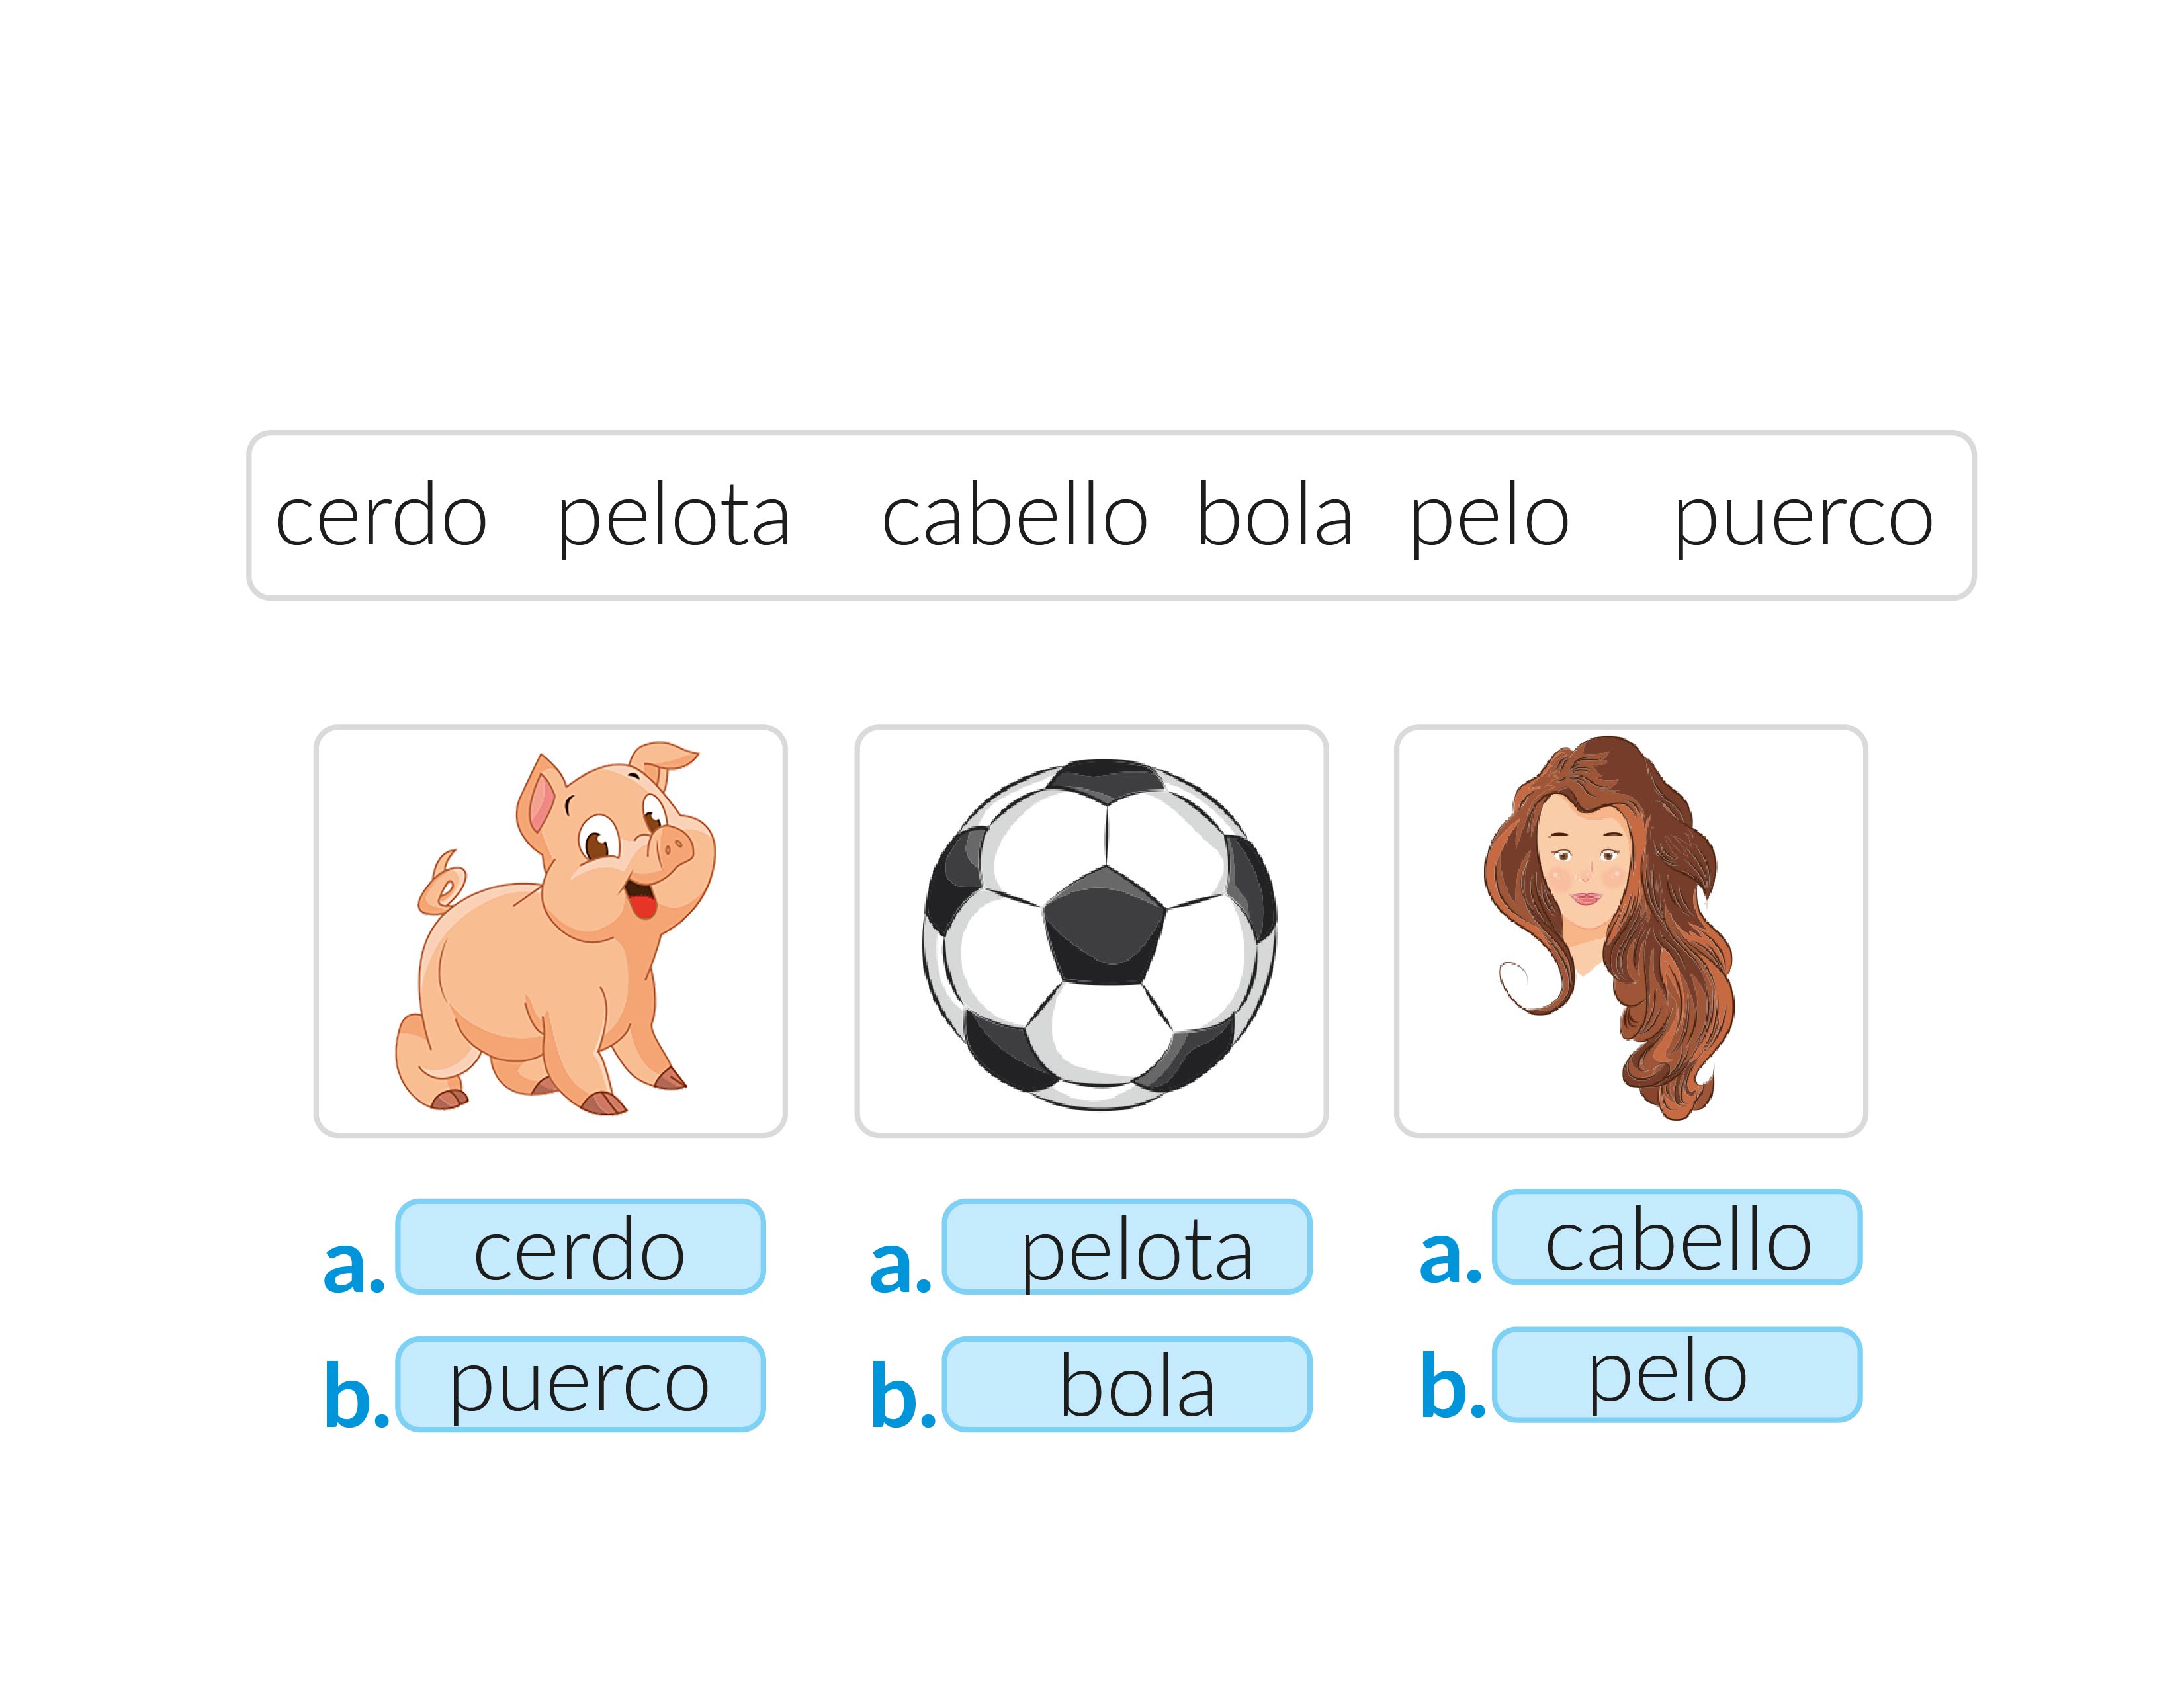 cerdo pelota cabello bola pelo puerco
a. cerdo
b. puerco
a. pelota
b. bola
a. cabello
b. pelo